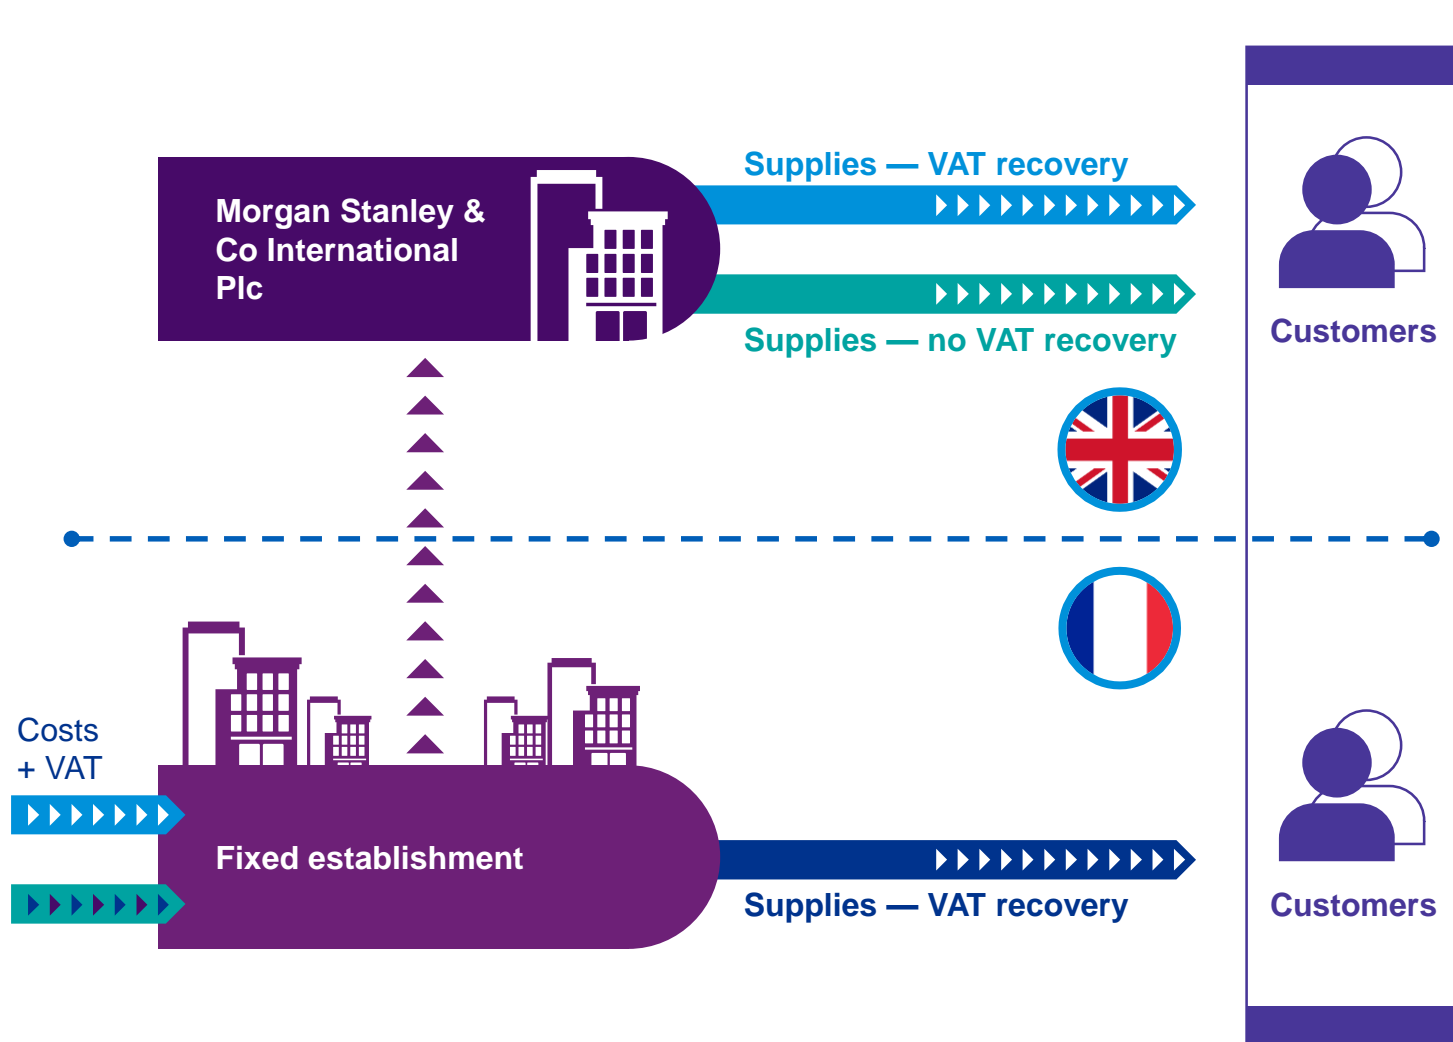 Supplies — VAT recovery
Morgan Stanley &
Co International
Plc
Supplies — no VAT recovery
Customers
Costs
+ VAT
Fixed establishment
Supplies — VAT recovery
Customers